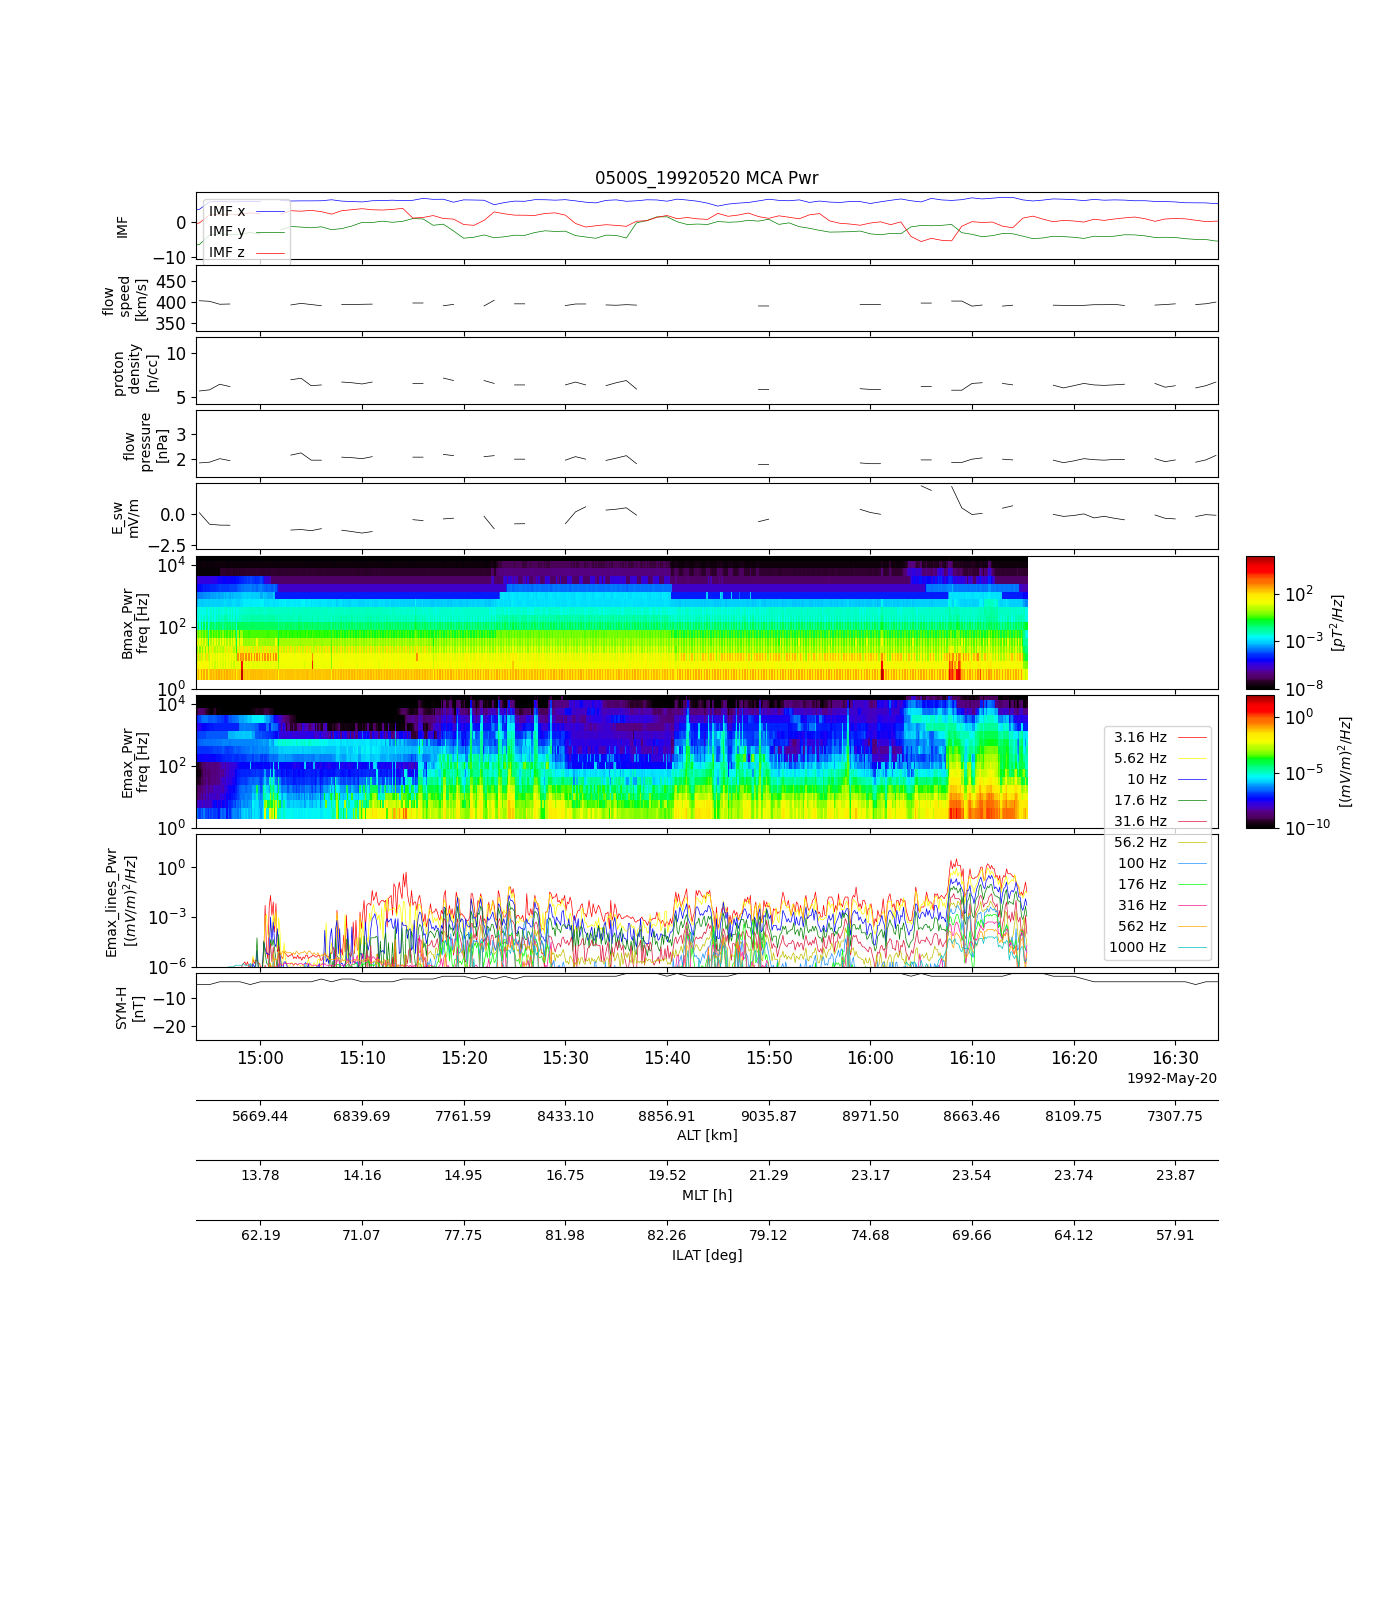 0500S_19920520 MCA Pwr
IMF
0
−10
IMF x
IMF y
IMF z
flow
speed
[km/s]
450
400
350
proton
density
[n/cc]
10
5
flow
pressure
[nPa]
3
2
E_sw
mV/m
0.0
−2.5
Bmax_Pwr
freq [Hz]
10^4
10^2
10^0
10^2
10^−3
10^−8
[pT^2/Hz]
Emax_Pwr
freq [Hz]
10^4
10^2
10^0
10^0
10^−5
10^−10
[(mV/m)^2/Hz]
3.16 Hz
5.62 Hz
10 Hz
17.6 Hz
31.6 Hz
56.2 Hz
100 Hz
176 Hz
316 Hz
562 Hz
1000 Hz
Emax_lines_Pwr
[(mV/m)^2/Hz]
10^0
10^−3
10^−6
SYM-H
[nT]
−10
−20
15:00 15:10 15:20 15:30 15:40 15:50 16:00 16:10 16:20 16:30
1992-May-20
5669.44 6839.69 7761.59 8433.10 8856.91 9035.87 8971.50 8663.46 8109.75 7307.75
ALT [km]
13.78 14.16 14.95 16.75 19.52 21.29 23.17 23.54 23.74 23.87
MLT [h]
62.19 71.07 77.75 81.98 82.26 79.12 74.68 69.66 64.12 57.91
ILAT [deg]